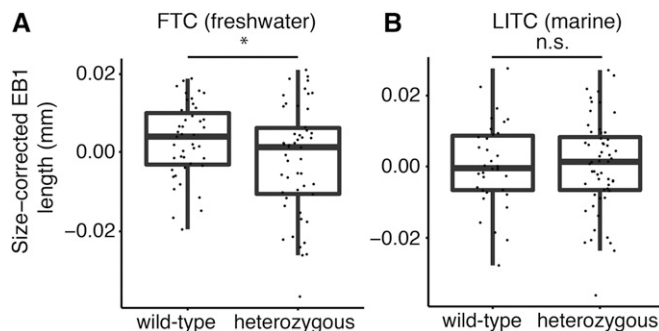 A
FTC (freshwater)
*
B
LITC (marine)
n.s.
Size−corrected EB1
length (mm)
0.02
0.00
−0.02
0.02
0.00
−0.02
wild-type
heterozygous
wild-type
heterozygous